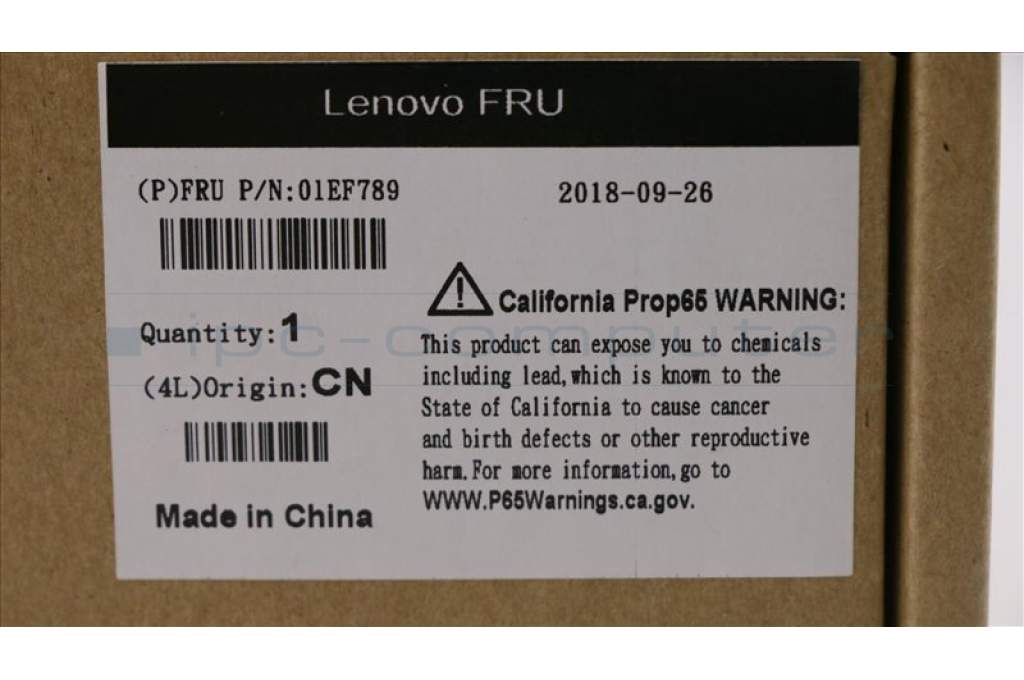 Lenovo FRU
(P)FRU P/N:01EF789
2018-09-26
Quantity:1
(4L)Origin:CN
Made in China
California Prop65 WARNING:
This product can expose you to chemicals
including lead,which is known to the
State of California to cause cancer
and birth defects or other reproductive
harm.For more information,go to
WWW.P65Warnings.ca.gov.
ipc-computer